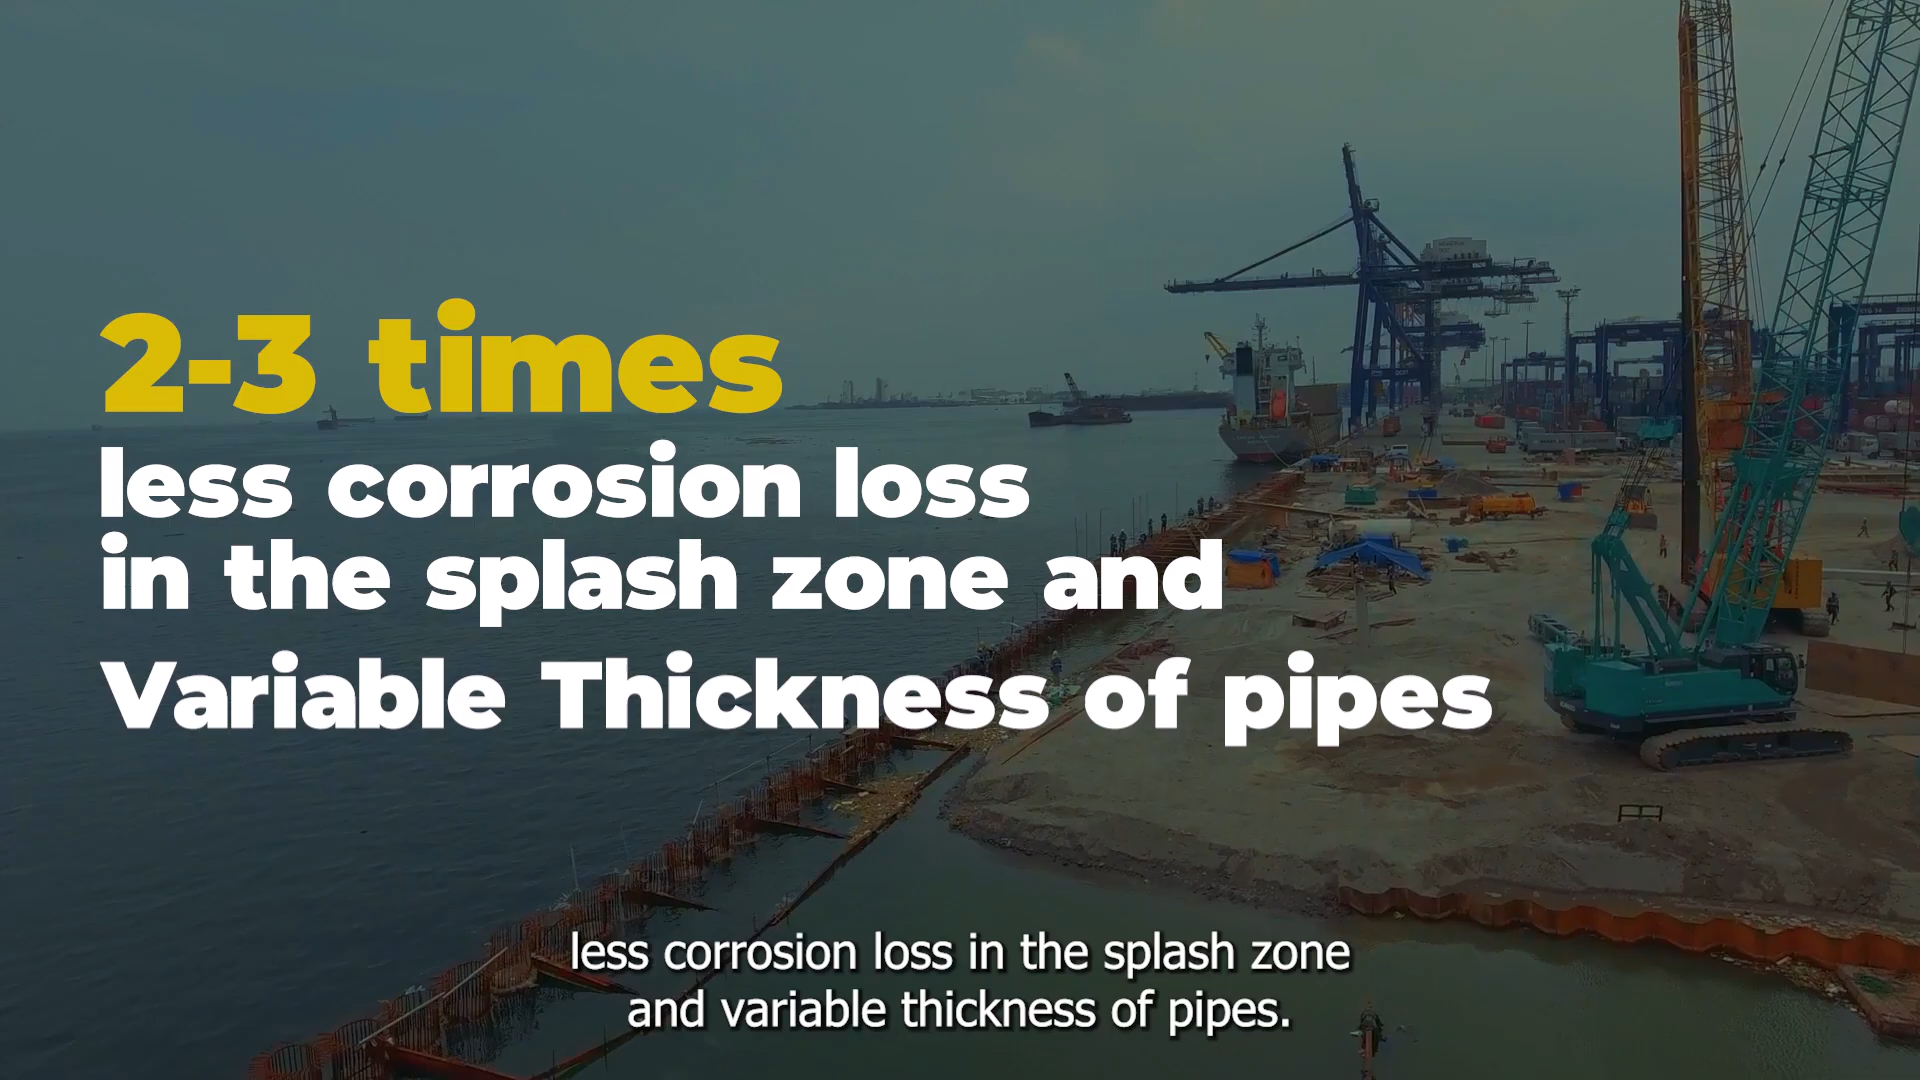 2-3 times
less corrosion loss
in the splash zone and
Variable Thickness of pipes
less corrosion loss in the splash zone
and variable thickness of pipes.